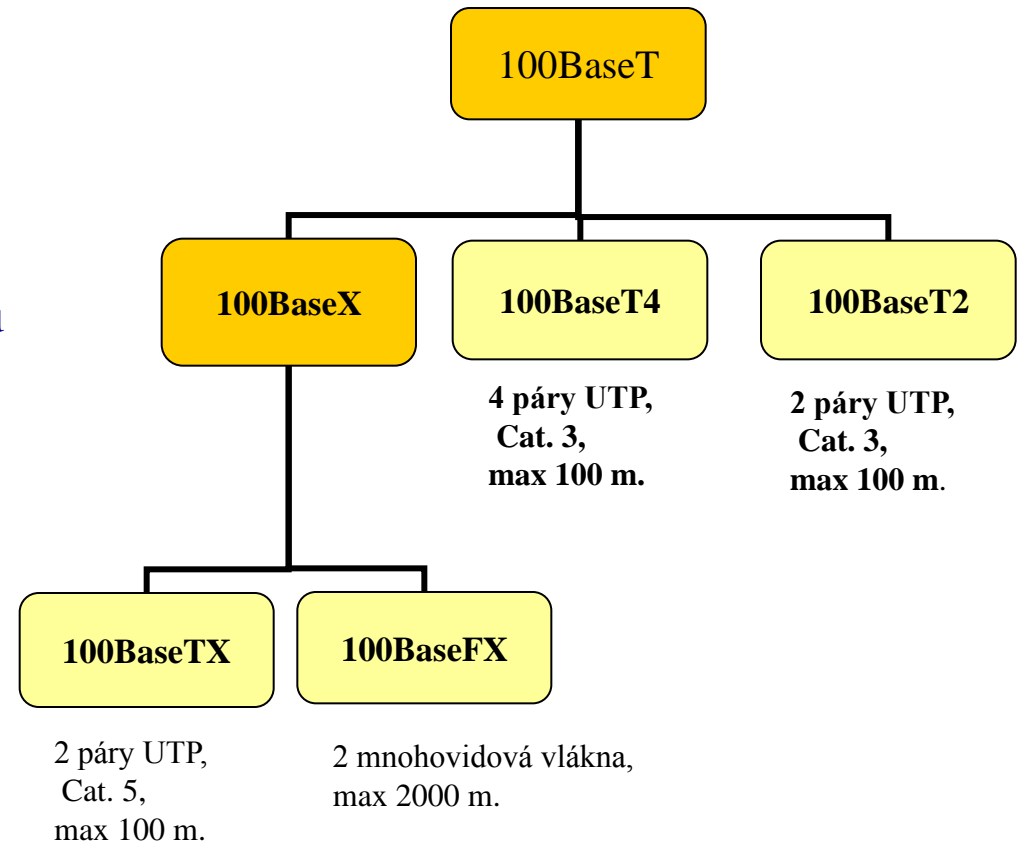 100BaseT
100BaseX
100BaseT4
100BaseT2
4 páry UTP,
Cat. 3,
max 100 m.
2 páry UTP,
Cat. 3,
max 100 m.
100BaseTX
100BaseFX
2 páry UTP,
Cat. 5,
max 100 m.
2 mnohovidová vlákna,
max 2000 m.